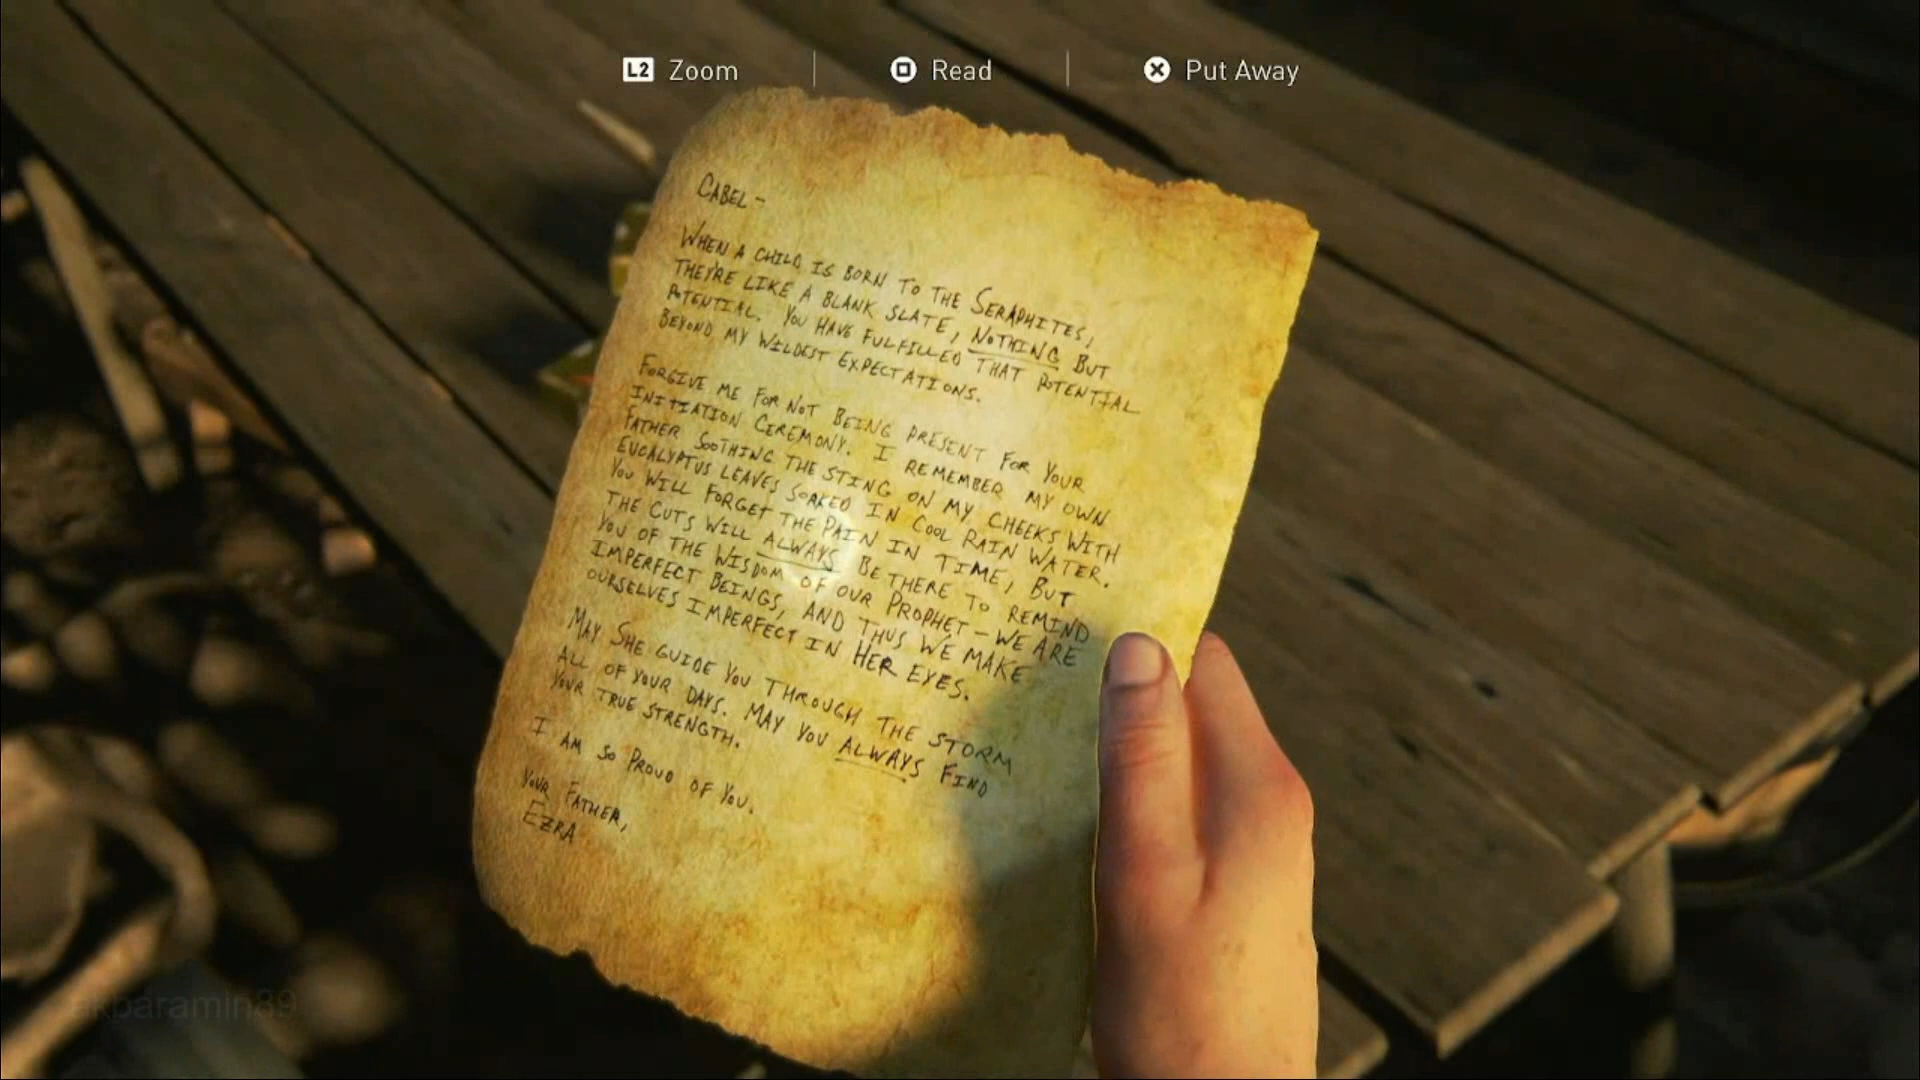 L2 Zoom | Read | Put Away
CABEL-
WHEN A CHILD IS BORN TO THE SERAPHITES,
THEY'RE LIKE A BLANK SLATE, NOTHING BUT
POTENTIAL. YOU HAVE FULFILLED THAT POTENTIAL
BEYOND MY WILDEST EXPECTATIONS.
FORGIVE ME FOR NOT BEING PRESENT FOR YOUR
INITIATION CEREMONY. I REMEMBER MY OWN
FATHER SOOTHING THE STING ON MY CHEEKS WITH
EUCALYPTUS LEAVES SOAKED IN COOL RAIN WATER.
YOU WILL FORGET THE PAIN IN TIME, BUT
THE CUTS WILL ALWAYS BE THERE TO REMIND
YOU OF THE WISDOM OF OUR PROPHET - WE ARE
IMPERFECT BEINGS, AND THUS WE MAKE
OURSELVES IMPERFECT IN HER EYES.
MAY SHE GUIDE YOU THROUGH THE STORM
ALL OF YOUR DAYS. MAY YOU ALWAYS FIND
YOUR TRUE STRENGTH.
I AM SO PROUD OF YOU.
YOUR FATHER,
EZRA
akbaramin89